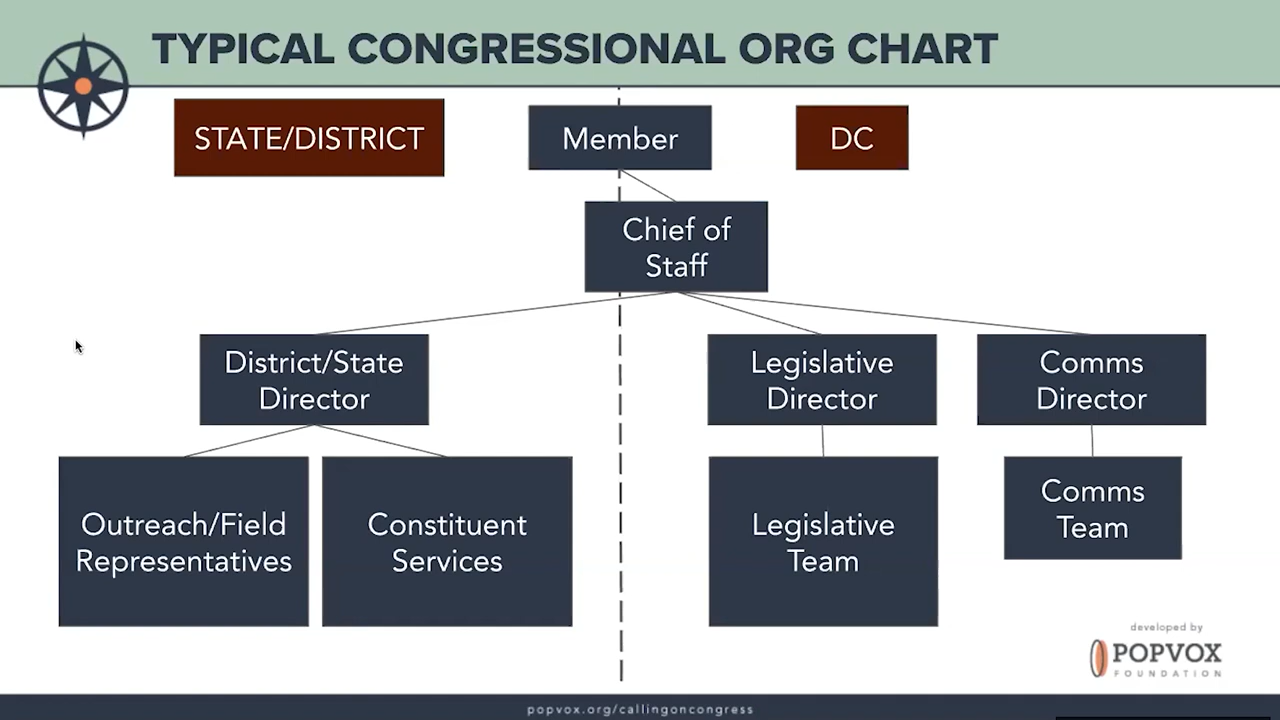 TYPICAL CONGRESSIONAL ORG CHART
STATE/DISTRICT
Member
DC
Chief of
Staff
District/State
Director
Legislative
Director
Comms
Director
Outreach/Field
Representatives
Constituent
Services
Legislative
Team
Comms
Team
developed by
POPVOX
FOUNDATION
popvox.org/callingoncongress